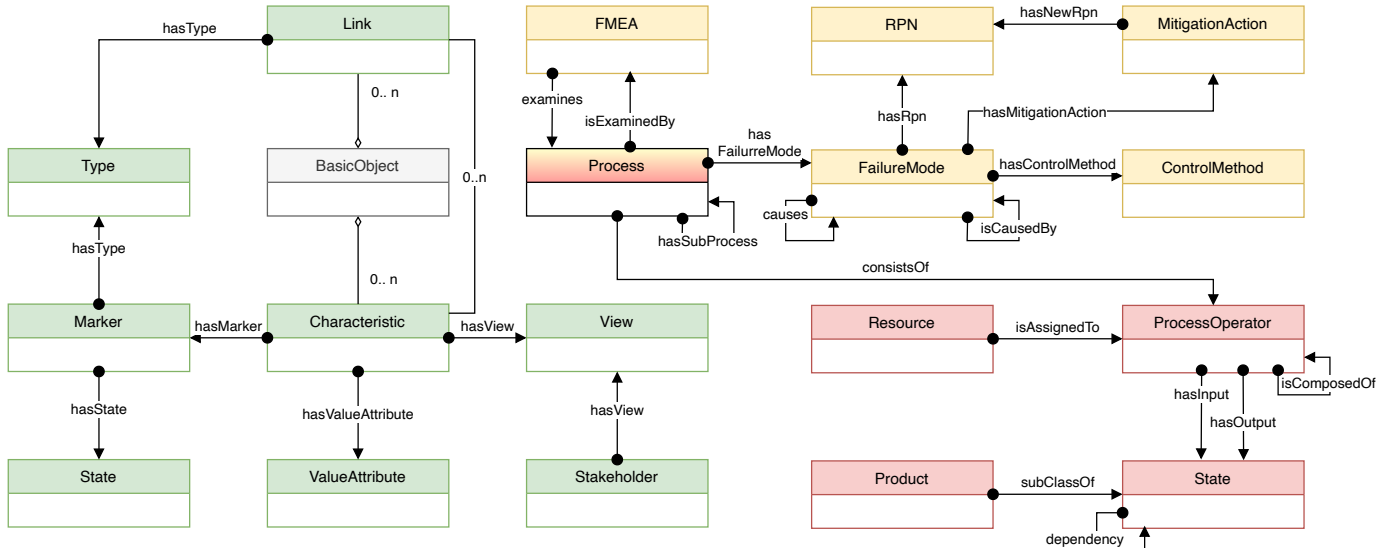 Link
FMEA
RPN
hasNewRpn
MitigationAction
hasType
0.. n
examines
isExaminedBy
hasRpn
hasMitigationAction
has
FailurreMode
Type
BasicObject
0..n
Process
FailureMode
hasControlMethod
ControlMethod
causes
isCausedBy
hasSubProcess
hasType
consistsOf
0.. n
Marker
hasMarker
Characteristic
hasView
View
Resource
isAssignedTo
ProcessOperator
isComposedOf
hasInput
hasOutput
hasState
hasValueAttribute
hasView
State
ValueAttribute
Stakeholder
Product
subClassOf
State
dependency